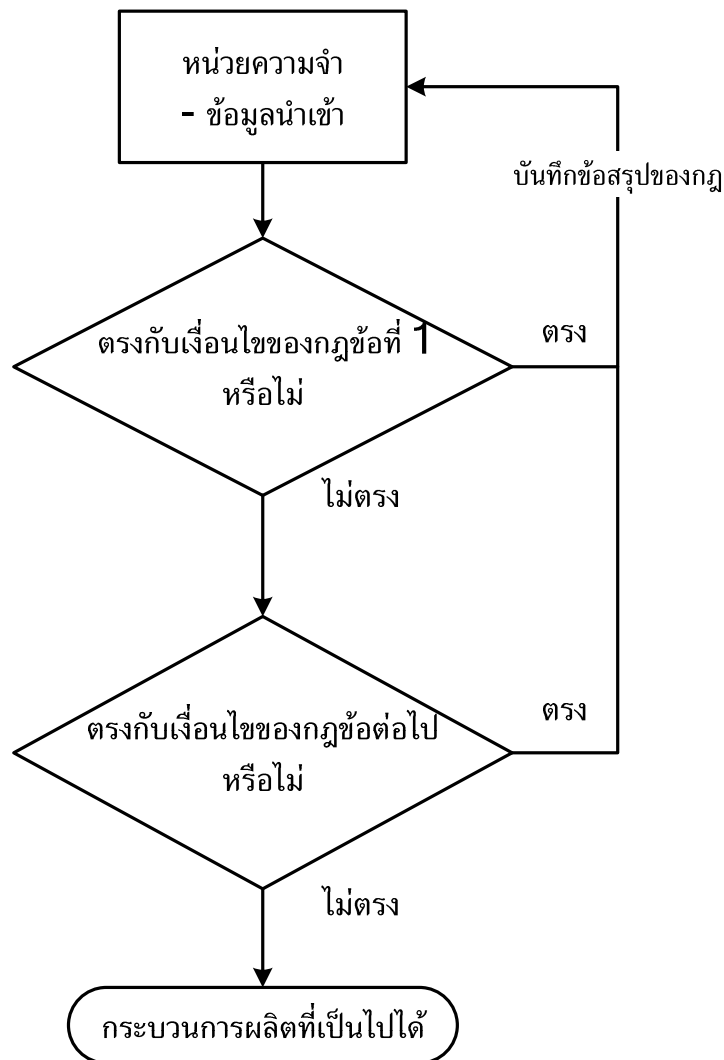 หน่วยความจำ
- ข้อมูลนำเข้า
บันทึกข้อสรุปของกฎ
ตรงกับเงื่อนไขของกฎข้อที่ 1
หรือไม่
ตรง
ไม่ตรง
ตรงกับเงื่อนไขของกฎข้อต่อไป
หรือไม่
ตรง
ไม่ตรง
กระบวนการผลิตที่เป็นไปได้